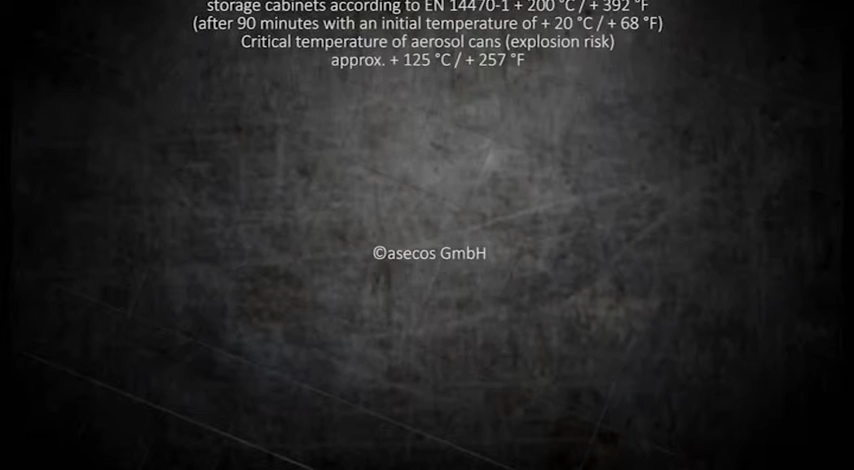 storage cabinets according to EN 14470-1 + 200 °C / + 392 °F
(after 90 minutes with an initial temperature of + 20 °C / + 68 °F)
Critical temperature of aerosol cans (explosion risk)
approx. + 125 °C / + 257 °F
©asecos GmbH